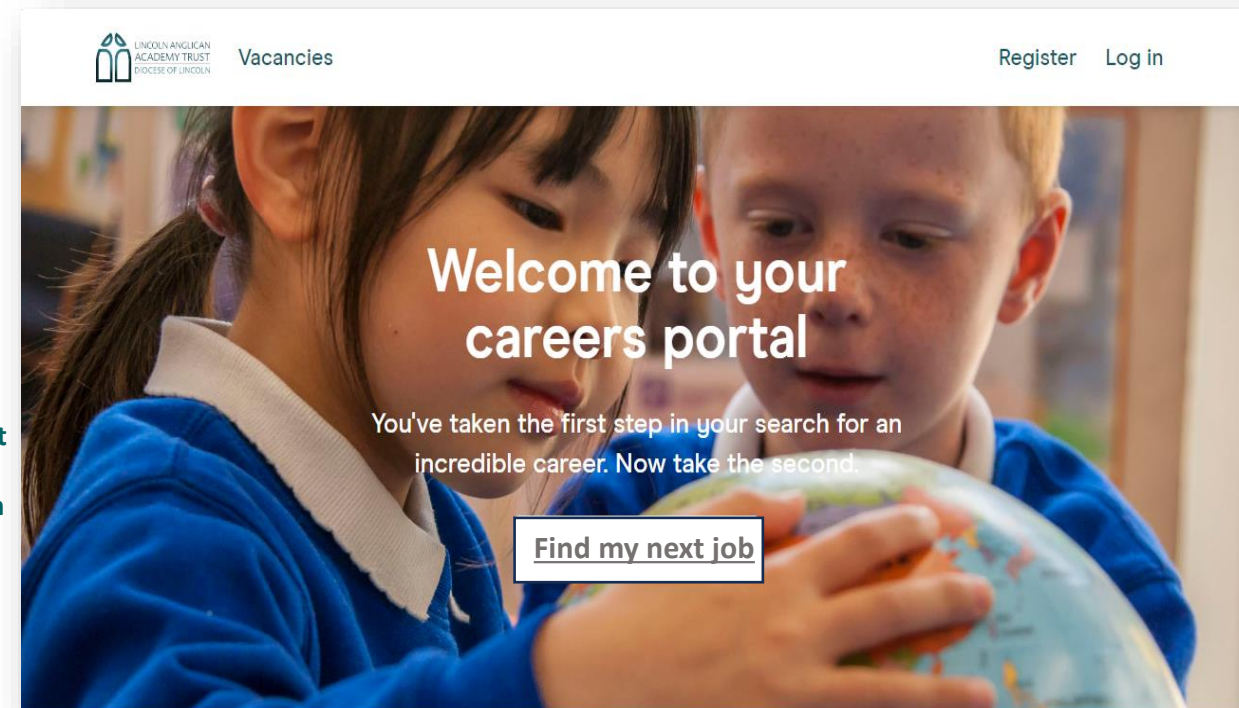 LINCOLN ANGLICAN
ACADEMY TRUST
DIOCESE OF LINCOLN
Vacancies
Register
Log in
Welcome to your
careers portal
You've taken the first step in your search for an
incredible career. Now take the second.
Find my next job